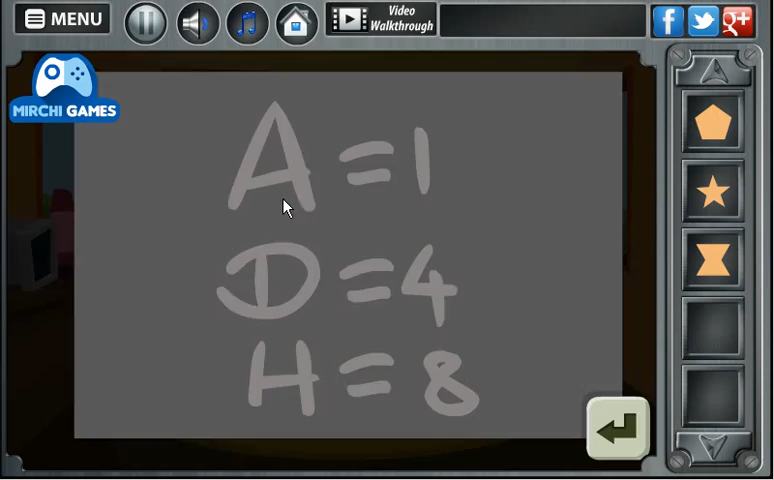 MENU
Video
Walkthrough
f
g+
MIRCHI GAMES
A = 1
D = 4
H = 8